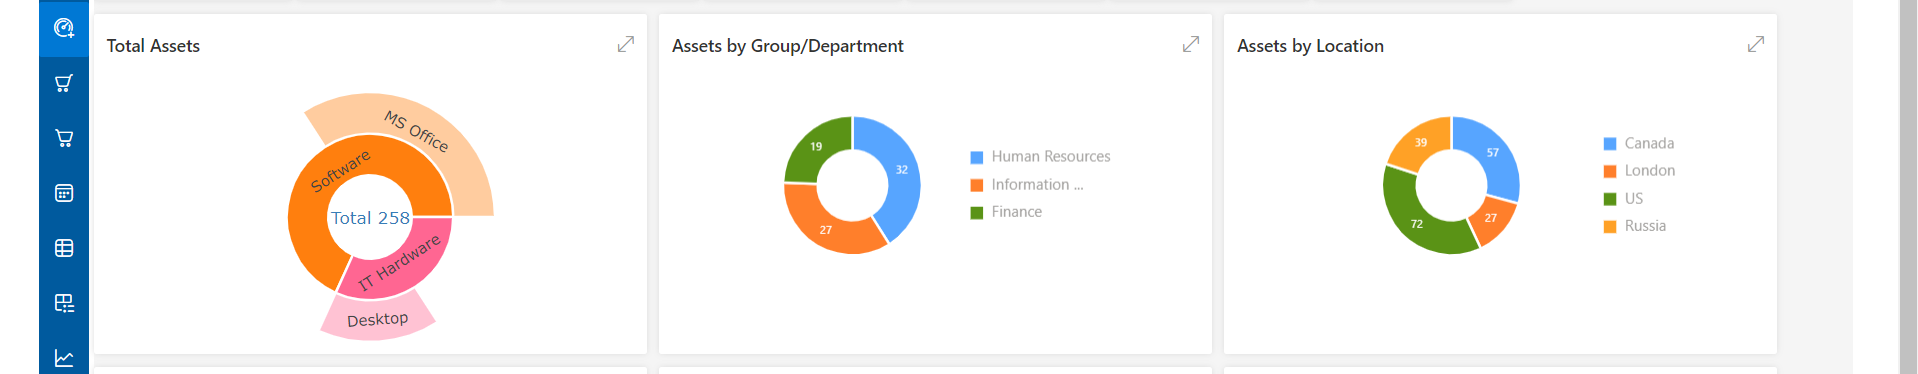 Total Assets
MS Office
Software
Total 258
IT Hardware
Desktop
Assets by Group/Department
19
32
27
Human Resources
Information ...
Finance
Assets by Location
39
57
27
72
Canada
London
US
Russia